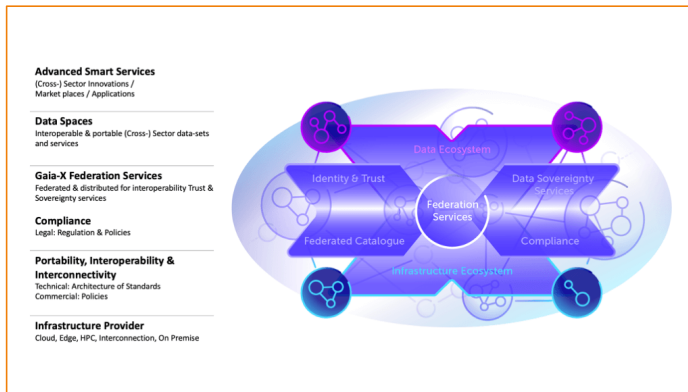 Advanced Smart Services
(Cross-) Sector Innovations /
Market places / Applications
Data Spaces
Interoperable & portable (Cross-) Sector data-sets
and services
Gaia-X Federation Services
Federated & distributed for interoperability Trust &
Sovereignty services
Compliance
Legal: Regulation & Policies
Portability, Interoperability &
Interconnectivity
Technical: Architecture of Standards
Commercial: Policies
Infrastructure Provider
Cloud, Edge, HPC, Interconnection, On Premise
Data Ecosystem
Identity & Trust
Data Sovereignty
Services
Federation
Services
Federated Catalogue
Compliance
Infrastructure Ecosystem